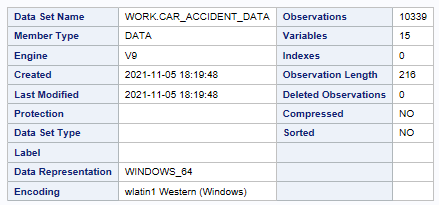 Data Set Name WORK.CAR_ACCIDENT_DATA Observations 10339
Member Type DATA Variables 15
Engine V9 Indexes 0
Created 2021-11-05 18:19:48 Observation Length 216
Last Modified 2021-11-05 18:19:48 Deleted Observations 0
Protection Compressed NO
Data Set Type Sorted NO
Label
Data Representation WINDOWS_64
Encoding wlatin1 Western (Windows)